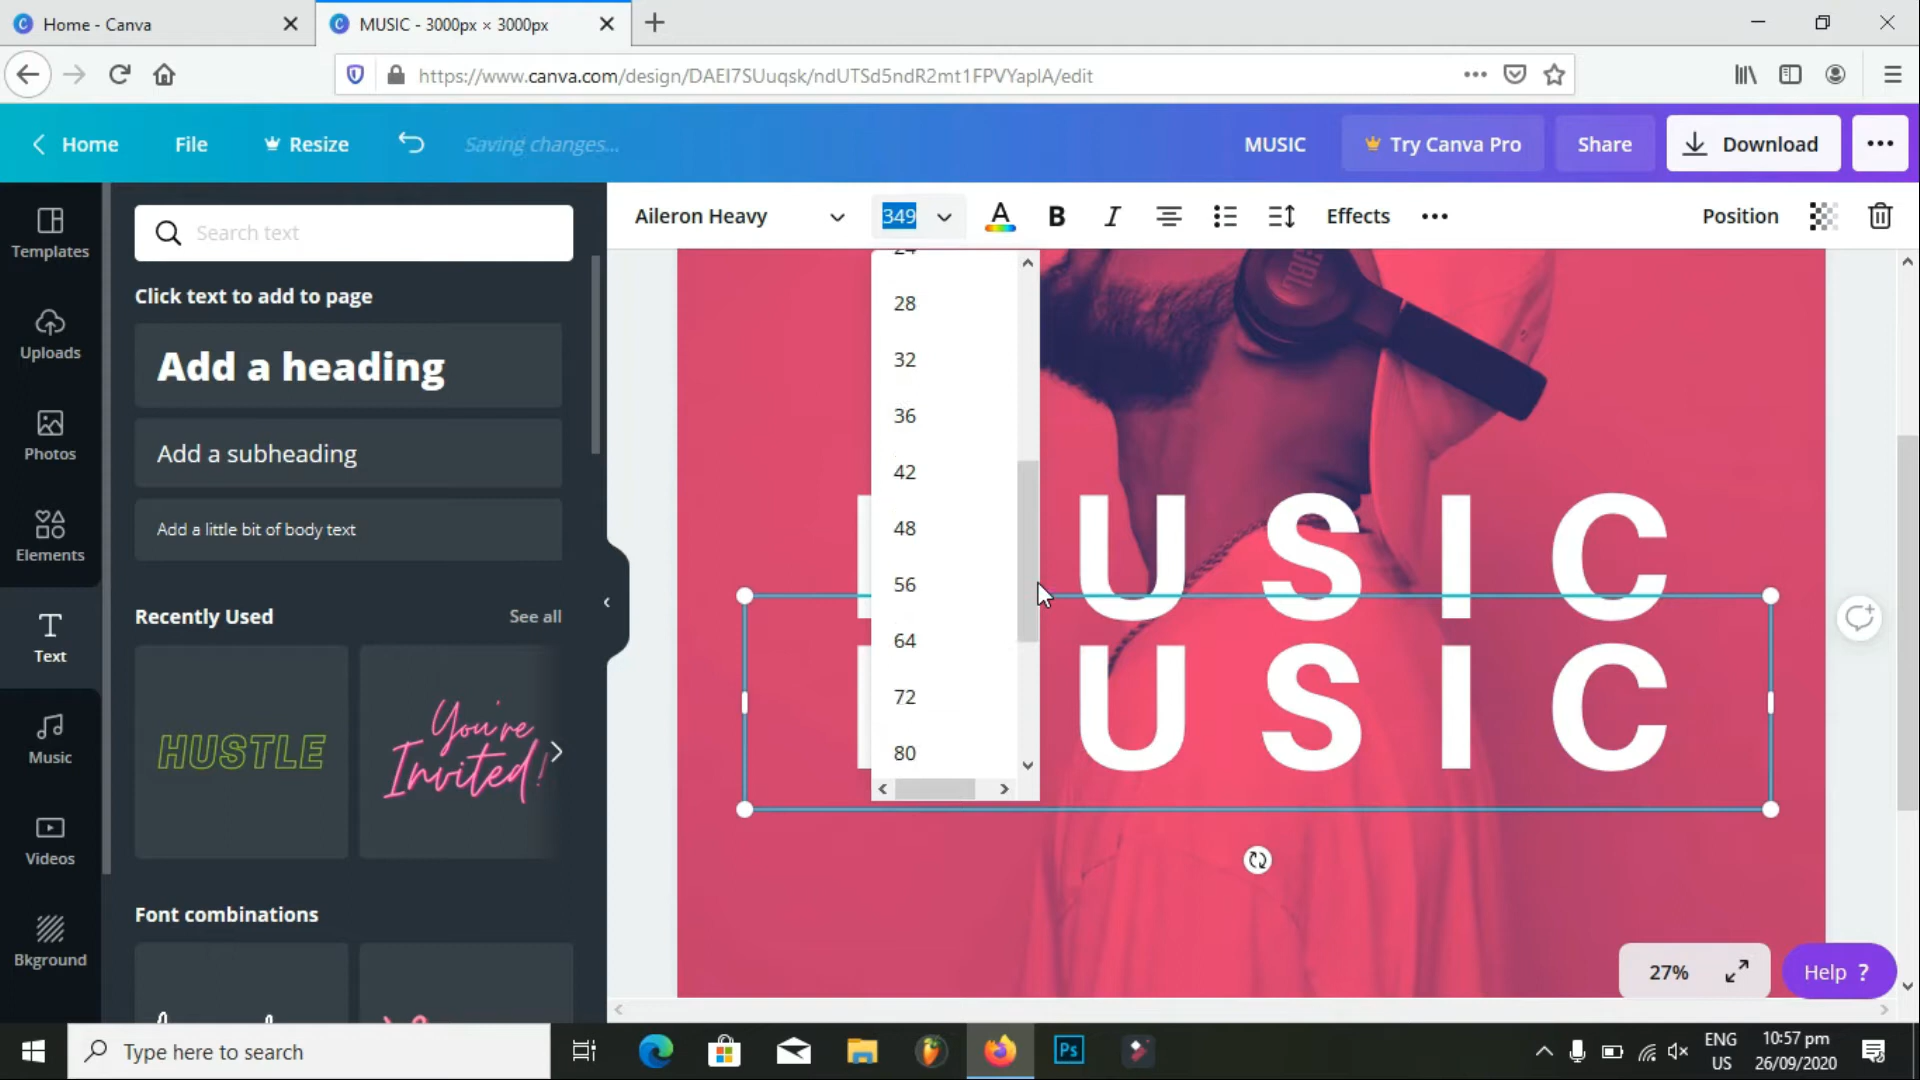 Home - Canva
MUSIC - 3000px × 3000px
https://www.canva.com/design/DAEI7SUuqsk/ndUTSd5ndR2mt1FPVYaplA/edit
Home
File
Resize
Saving changes...
MUSIC
Try Canva Pro
Share
Download
Templates
Uploads
Photos
Elements
Text
Music
Videos
Bkground
Search text
Click text to add to page
Add a heading
Add a subheading
Add a little bit of body text
Recently Used
See all
HUSTLE
You're
Invited!
Font combinations
Aileron Heavy
349
A
B
I
Effects
Position
24
28
32
36
42
48
56
64
72
80
USIC
USIC
JBL
27%
Help ?
Type here to search
Ps
ENG
US
10:57 pm
26/09/2020